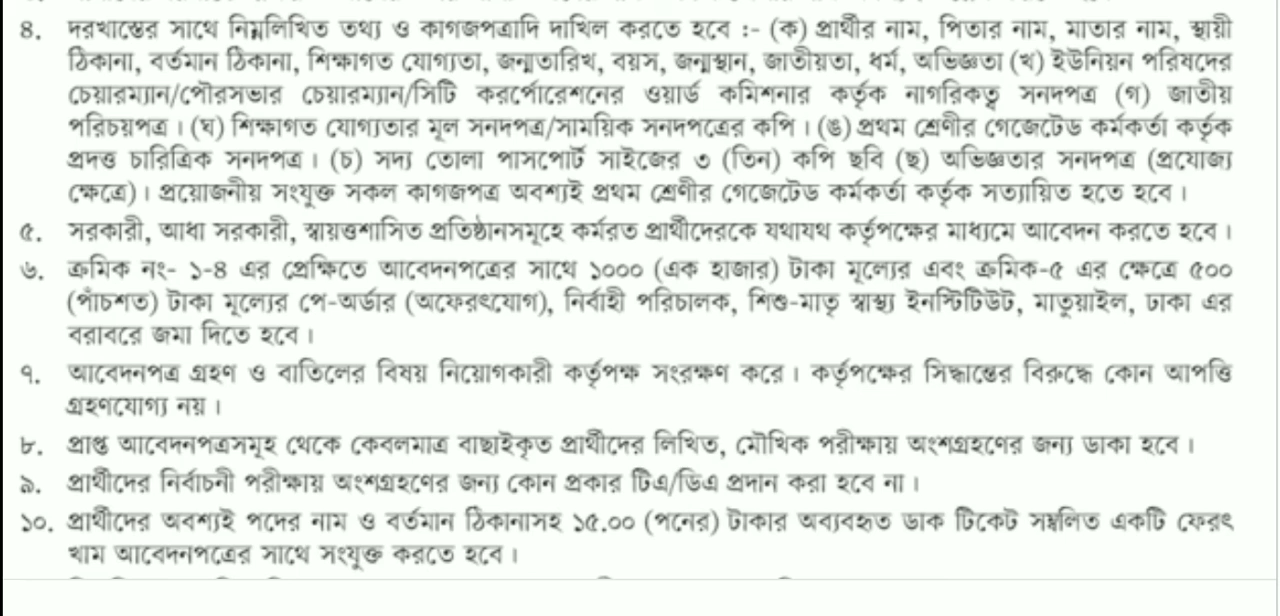 ৪. দরখাস্তের সাথে নিম্নলিখিত তথ্য ও কাগজপত্রাদি দাখিল করতে হবে :- (ক) প্রার্থীর নাম, পিতার নাম, মাতার নাম, স্থায়ী
ঠিকানা, বর্তমান ঠিকানা, শিক্ষাগত যোগ্যতা, জন্মতারিখ, বয়স, জন্মস্থান, জাতীয়তা, ধর্ম, অভিজ্ঞতা (খ) ইউনিয়ন পরিষদের
চেয়ারম্যান/পৌরসভার চেয়ারম্যান/সিটি কর্পোরেশনের ওয়ার্ড কমিশনার কর্তৃক নাগরিকত্ব সনদপত্র (গ) জাতীয়
পরিচয়পত্র। (ঘ) শিক্ষাগত যোগ্যতার মূল সনদপত্র/সাময়িক সনদপত্রের কপি। (ঙ) প্রথম শ্রেণীর গেজেটেড কর্মকর্তা কর্তৃক
প্রদত্ত চারিত্রিক সনদপত্র। (চ) সদ্য তোলা পাসপোর্ট সাইজের ৩ (তিন) কপি ছবি (ছ) অভিজ্ঞতার সনদপত্র (প্রযোজ্য
ক্ষেত্রে)। প্রয়োজনীয় সংযুক্ত সকল কাগজপত্র অবশ্যই প্রথম শ্রেণীর গেজেটেড কর্মকর্তা কর্তৃক সত্যায়িত হতে হবে।
৫. সরকারী, আধা সরকারী, স্বায়ত্তশাসিত প্রতিষ্ঠানসমূহে কর্মরত প্রার্থীদেরকে যথাযথ কর্তৃপক্ষের মাধ্যমে আবেদন করতে হবে।
৬. ক্রমিক নং- ১-৪ এর প্রেক্ষিতে আবেদনপত্রের সাথে ১০০০ (এক হাজার) টাকা মূল্যের এবং ক্রমিক-৫ এর ক্ষেত্রে ৫০০
(পাঁচশত) টাকা মূল্যের পে-অর্ডার (অফেরৎযোগ), নির্বাহী পরিচালক, শিশু-মাতৃ স্বাস্থ্য ইনস্টিটিউট, মাতুয়াইল, ঢাকা এর
বরাবরে জমা দিতে হবে।
৭. আবেদনপত্র গ্রহণ ও বাতিলের বিষয় নিয়োগকারী কর্তৃপক্ষ সংরক্ষণ করে। কর্তৃপক্ষের সিদ্ধান্তের বিরুদ্ধে কোন আপত্তি
গ্রহণযোগ্য নয়।
৮. প্রাপ্ত আবেদনপত্রসমূহ থেকে কেবলমাত্র বাছাইকৃত প্রার্থীদের লিখিত, মৌখিক পরীক্ষায় অংশগ্রহণের জন্য ডাকা হবে।
৯. প্রার্থীদের নির্বাচনী পরীক্ষায় অংশগ্রহণের জন্য কোন প্রকার টিএ/ডিএ প্রদান করা হবে না।
১০. প্রার্থীদের অবশ্যই পদের নাম ও বর্তমান ঠিকানাসহ ১৫.০০ (পনের) টাকার অব্যবহৃত ডাক টিকেট সম্বলিত একটি ফেরৎ
খাম আবেদনপত্রের সাথে সংযুক্ত করতে হবে।